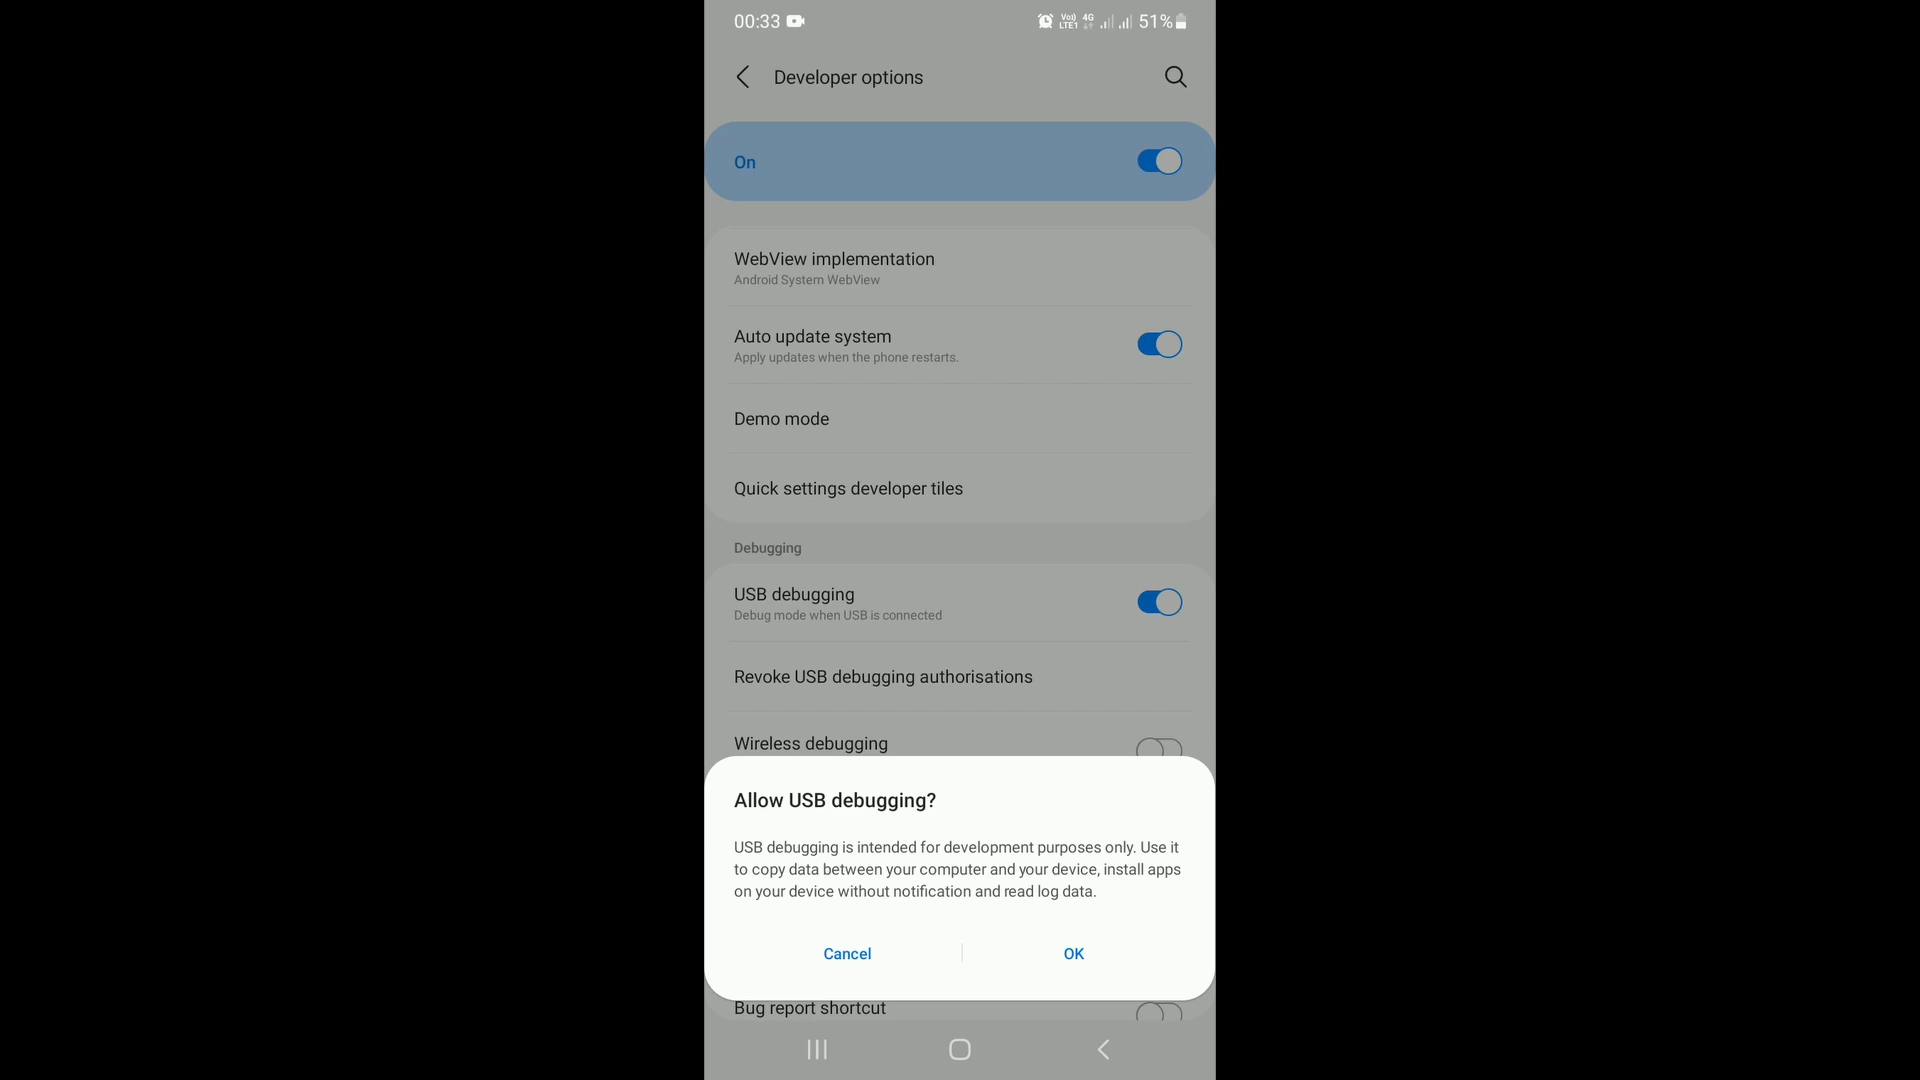 00:33
Vo) 4G
LTE1
51%
Developer options
On
WebView implementation
Android System WebView
Auto update system
Apply updates when the phone restarts.
Demo mode
Quick settings developer tiles
Debugging
USB debugging
Debug mode when USB is connected
Revoke USB debugging authorisations
Wireless debugging
Allow USB debugging?
USB debugging is intended for development purposes only. Use it
to copy data between your computer and your device, install apps
on your device without notification and read log data.
Cancel
OK
Bug report shortcut